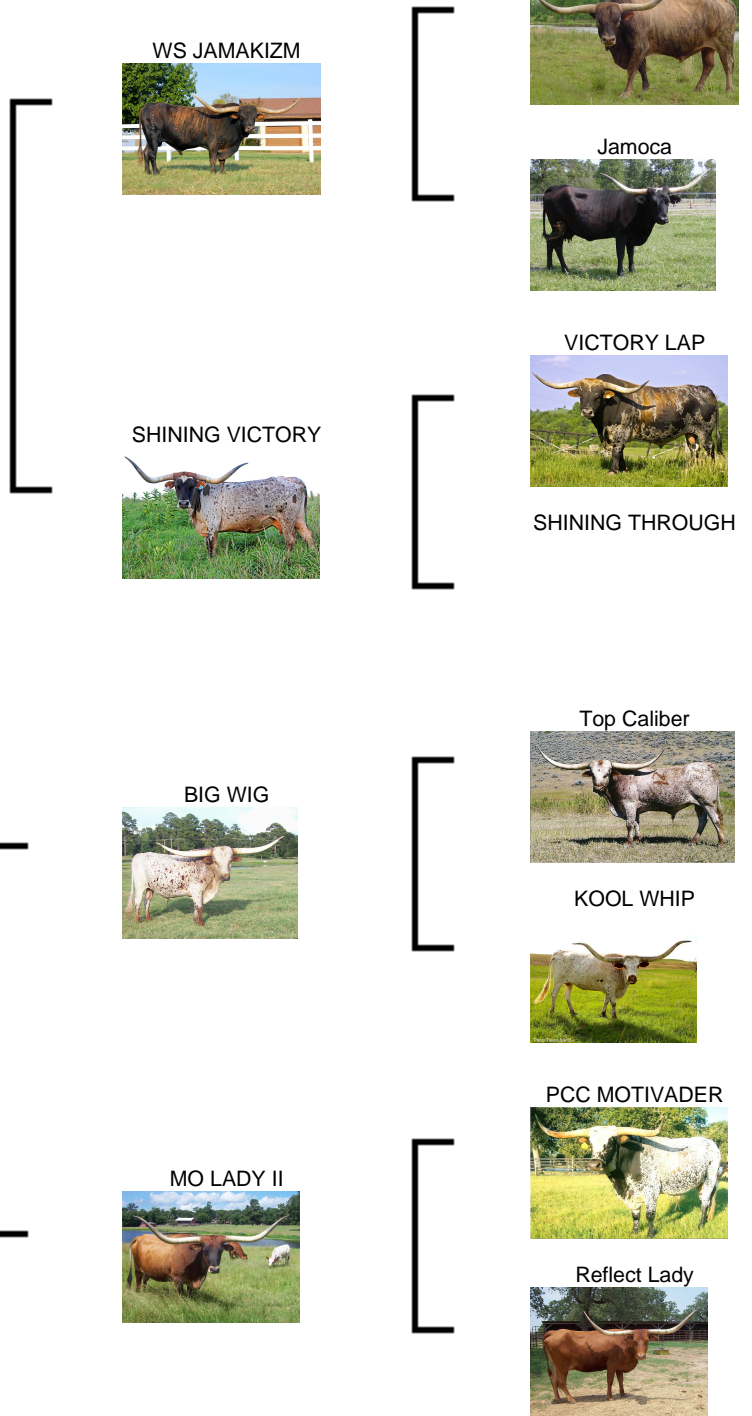 WS JAMAKIZM
Jamoca
VICTORY LAP
SHINING VICTORY
SHINING THROUGH
Top Caliber
BIG WIG
KOOL WHIP
PCC MOTIVADER
MO LADY II
Reflect Lady